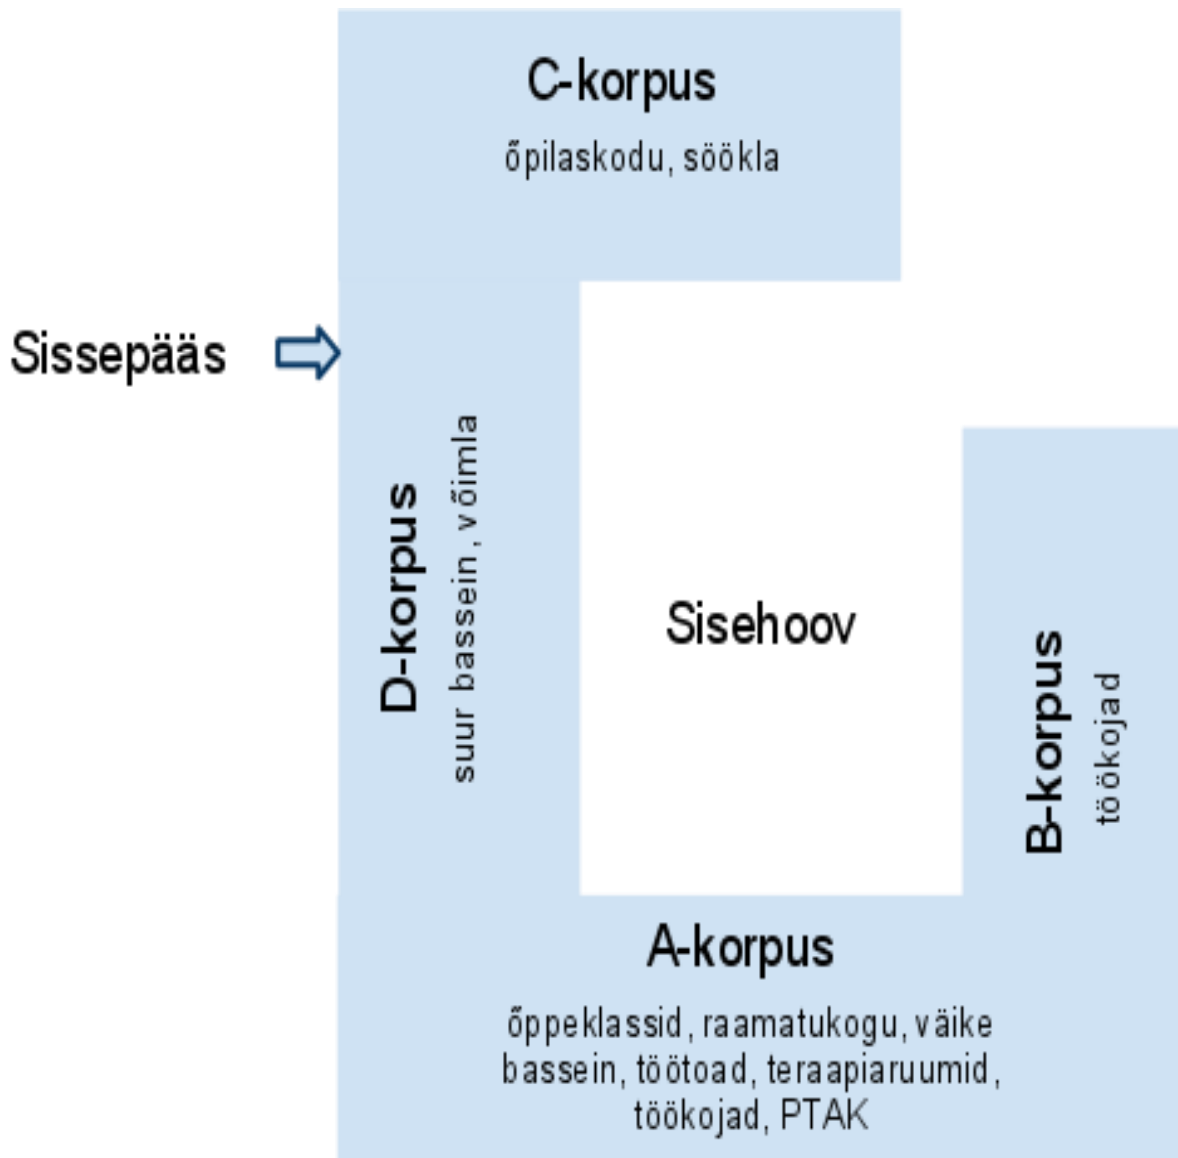 C-korpus
õpilaskodu, söökla
Sissepääs
D-korpus
suur bassein, võimla
Sisehoov
B-korpus
töökojad
A-korpus
õppeklassid, raamatukogu, väike
bassein, töötoad, teraapiaruumid,
töökojad, PTAK